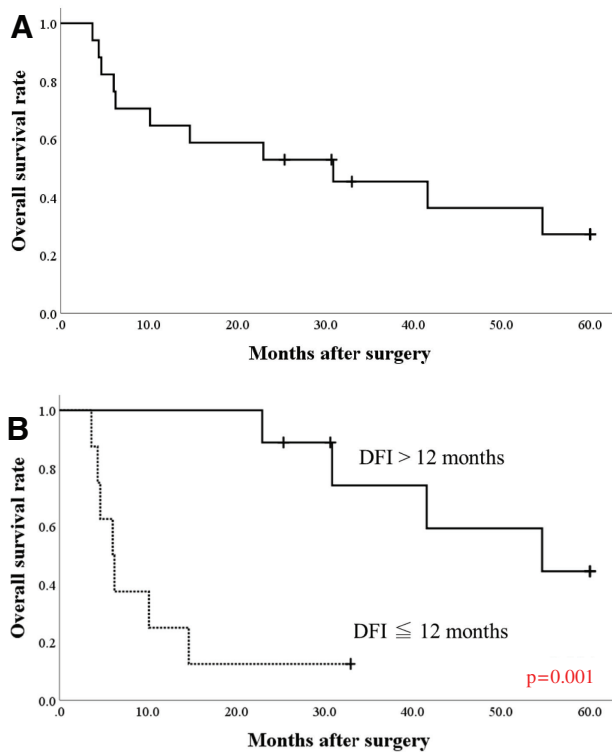 A
Overall survival rate
1.0
0.8
0.6
0.4
0.2
0.0
.0 10.0 20.0 30.0 40.0 50.0 60.0
Months after surgery
B
Overall survival rate
1.0
0.8
0.6
0.4
0.2
0.0
DFI > 12 months
DFI ≦ 12 months
p=0.001
.0 10.0 20.0 30.0 40.0 50.0 60.0
Months after surgery